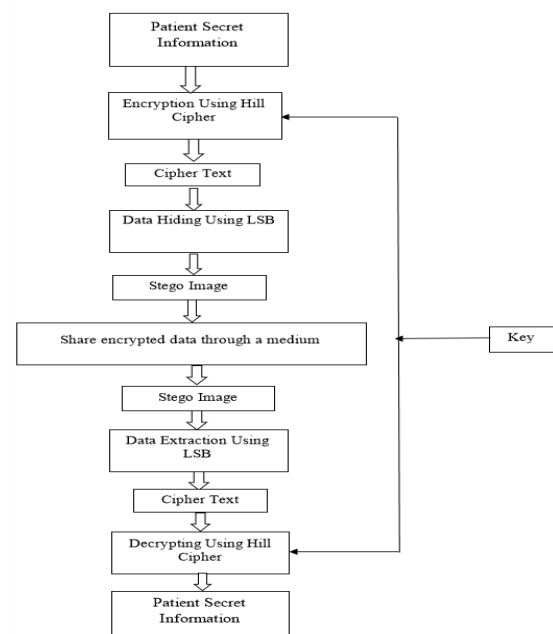 Patient Secret
Information
Encryption Using Hill
Cipher
Cipher Text
Data Hiding Using LSB
Stego Image
Share encrypted data through a medium
Key
Stego Image
Data Extraction Using
LSB
Cipher Text
Decrypting Using Hill
Cipher
Patient Secret
Information